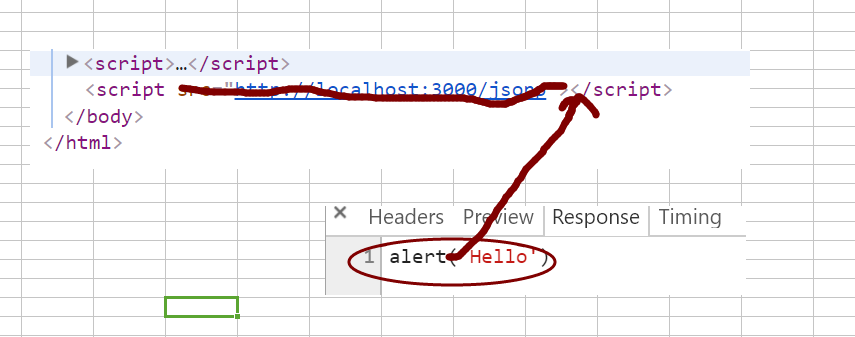 ▶<script>…</script>
<script src="http://localhost:3000/jsonp"></script>
</body>
</html>
× Headers Preview Response Timing
1 alert('Hello')